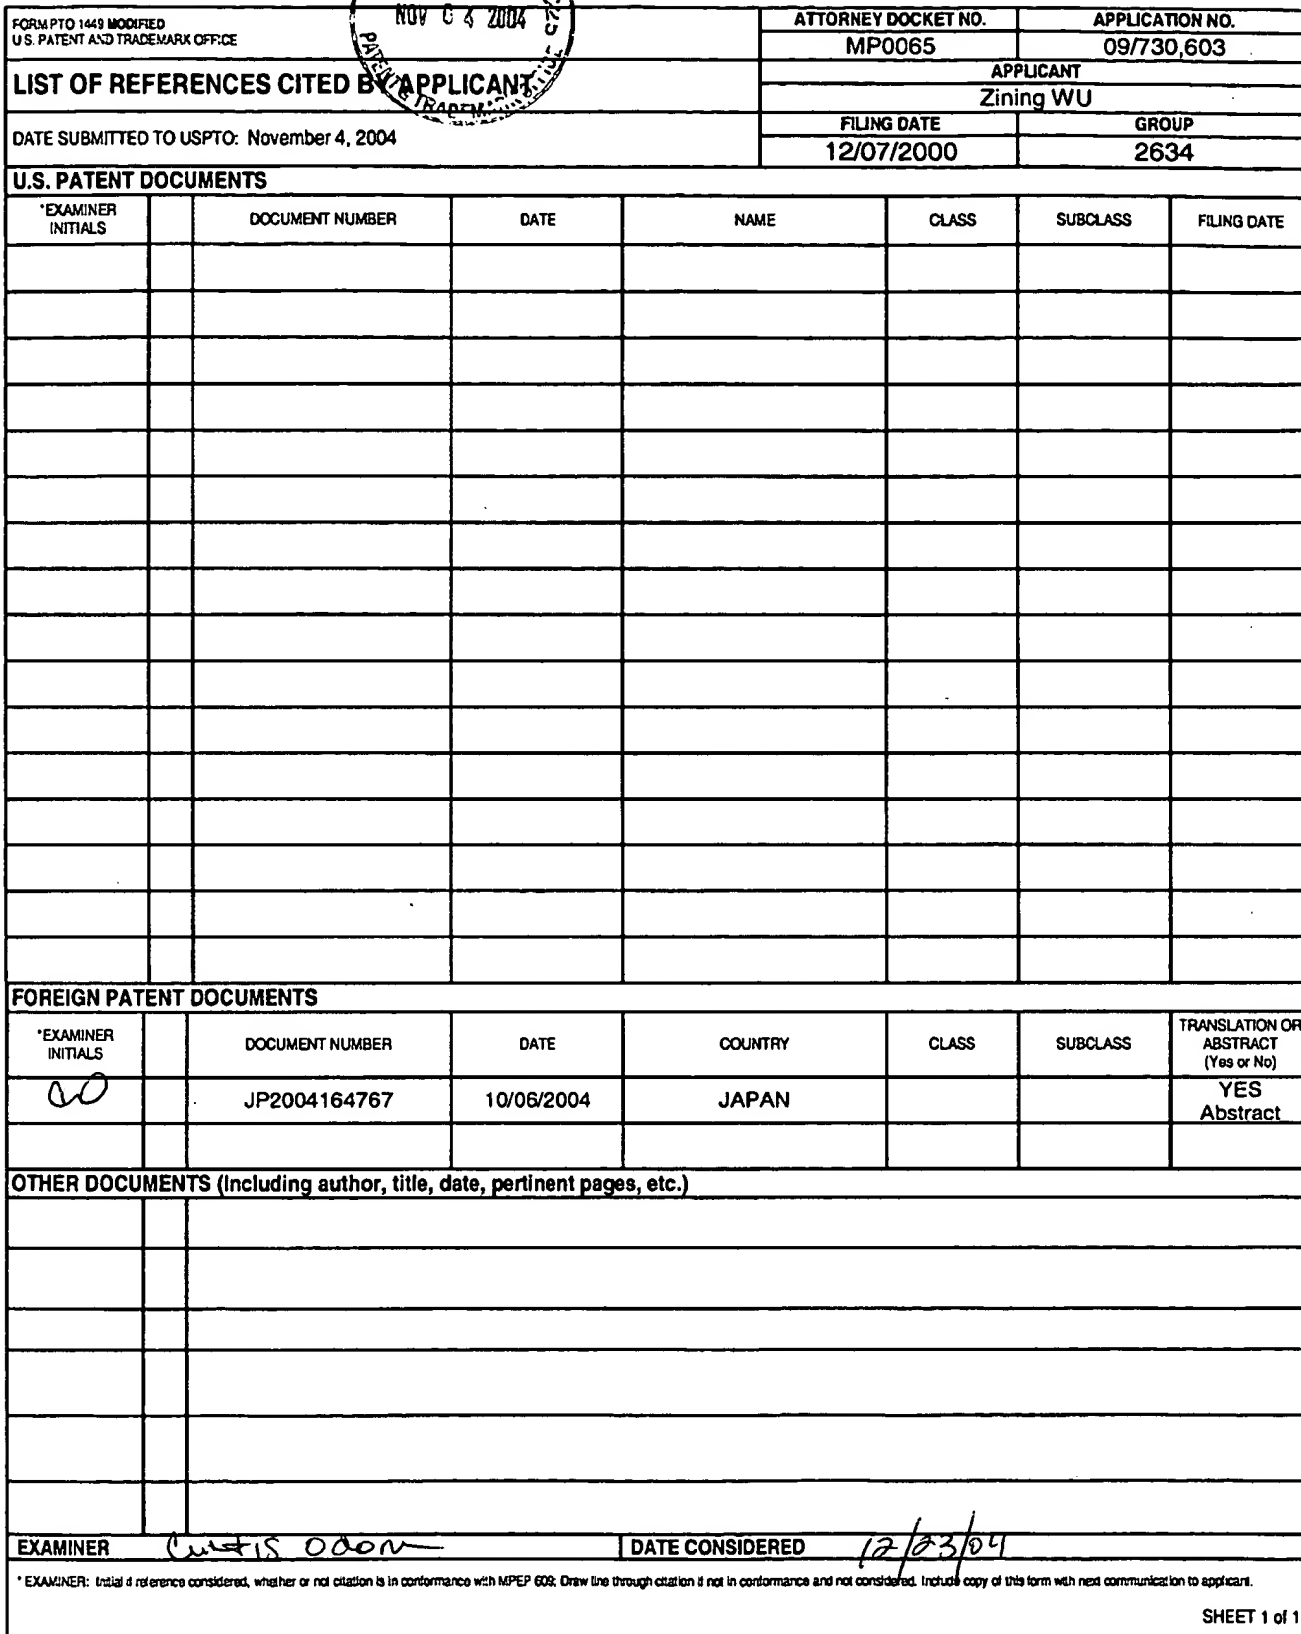 FORM PTO 1449 MODIFIED
U.S. PATENT AND TRADEMARK OFFICE
NOV 0 4 2004
PATENT & TRADEMARK
ATTORNEY DOCKET NO.
APPLICATION NO.
MP0065
09/730,603
LIST OF REFERENCES CITED BY APPLICANT
APPLICANT
Zining WU
DATE SUBMITTED TO USPTO: November 4, 2004
FILING DATE
GROUP
12/07/2000
2634
U.S. PATENT DOCUMENTS
*EXAMINER
INITIALS
DOCUMENT NUMBER
DATE
NAME
CLASS
SUBCLASS
FILING DATE
FOREIGN PATENT DOCUMENTS
*EXAMINER
INITIALS
DOCUMENT NUMBER
DATE
COUNTRY
CLASS
SUBCLASS
TRANSLATION OR
ABSTRACT
(Yes or No)
CO
JP2004164767
10/06/2004
JAPAN
YES
Abstract
OTHER DOCUMENTS (Including author, title, date, pertinent pages, etc.)
EXAMINER Curtis Odom
DATE CONSIDERED 12/23/04
* EXAMINER: Initial if reference considered, whether or not citation is in conformance with MPEP 609; Draw line through citation if not in conformance and not considered. Include copy of this form with next communication to applicant.
SHEET 1 of 1